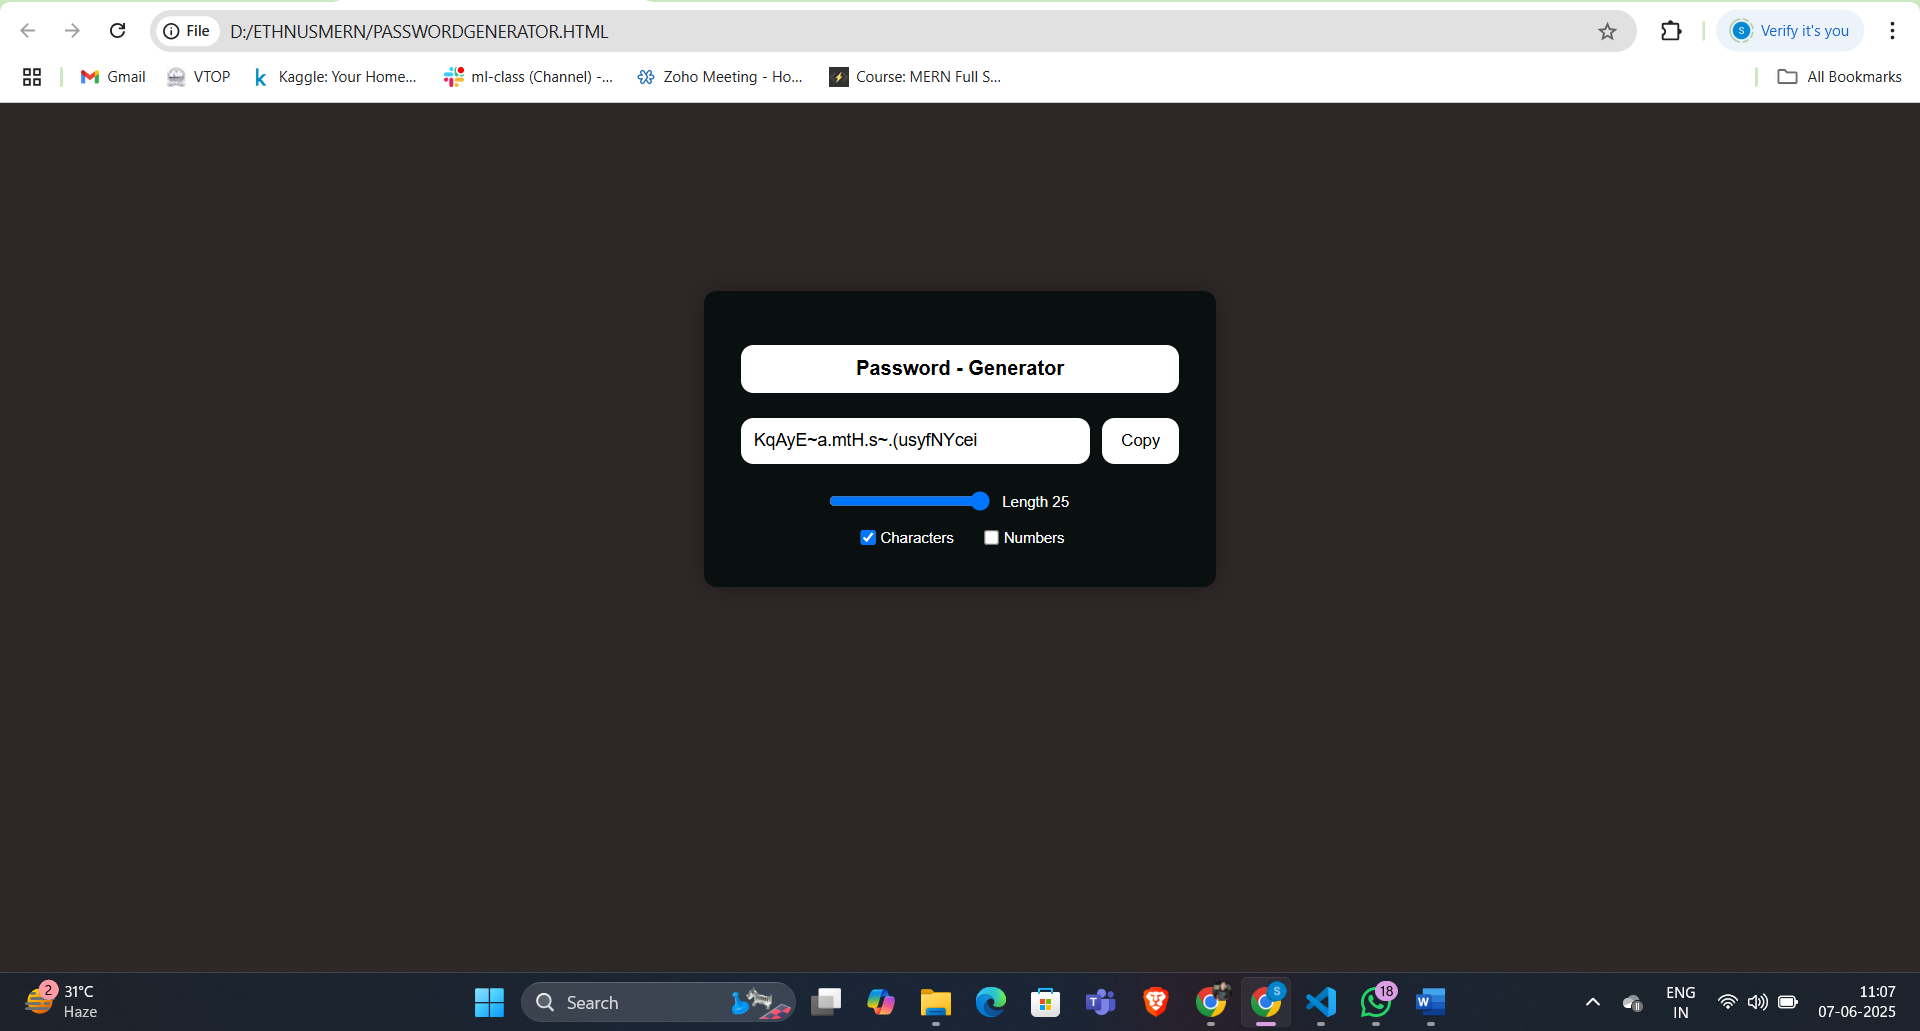 File D:/ETHNUSMERN/PASSWORDGENERATOR.HTML S Verify it's you
Gmail VTOP k Kaggle: Your Home... ml-class (Channel) -... Zoho Meeting - Ho... Course: MERN Full S... All Bookmarks
Password - Generator
KqAyE~a.mtH.s~.(usyfNYcei Copy
Length 25
Characters Numbers
2 31°C
Haze
Search
T
S
18
W
ENG
IN
11:07
07-06-2025